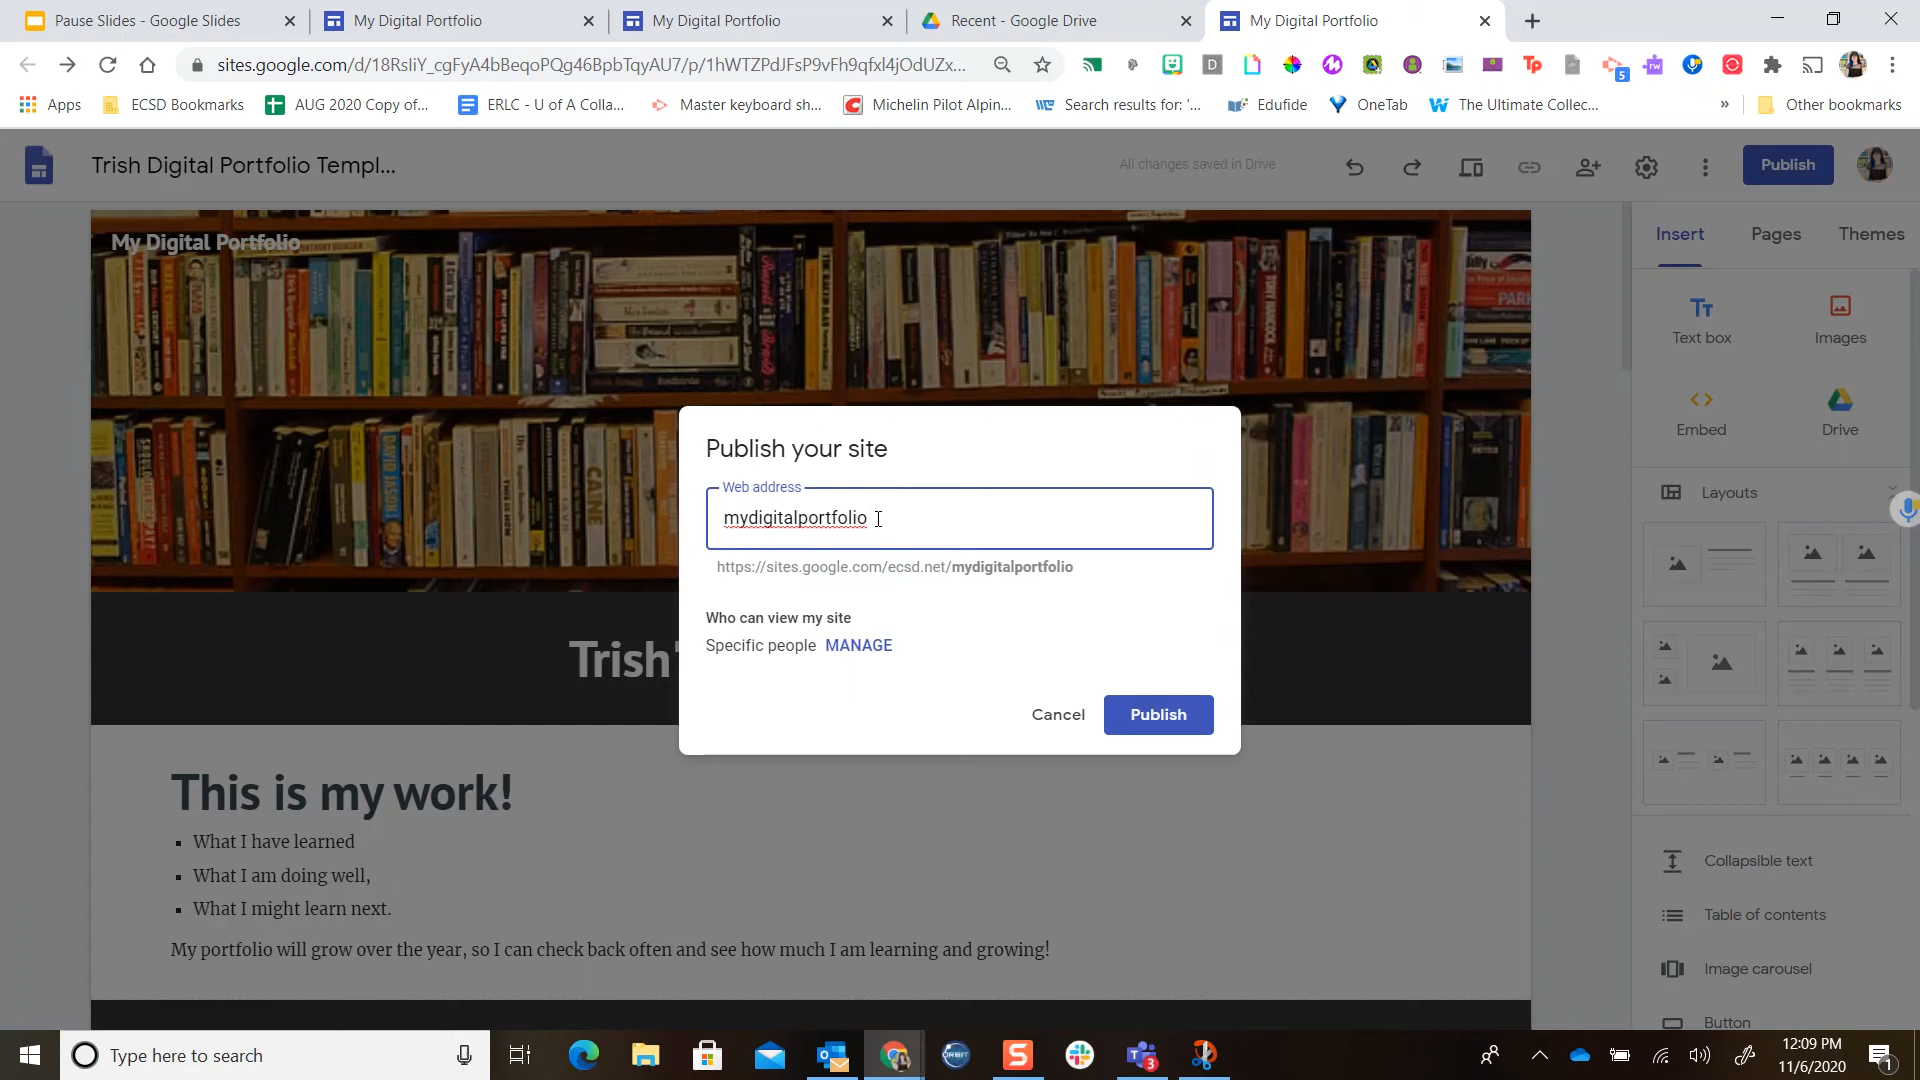 Pause Slides - Google Slides
My Digital Portfolio
My Digital Portfolio
Recent - Google Drive
My Digital Portfolio
sites.google.com/d/18RsliY_cgFyA4bBeqoPQg46BpbTqyAU7/p/1hWTZPdJFsP9vFh9qfxl4jOdUZx...
5
Apps
ECSD Bookmarks
AUG 2020 Copy of...
ERLC - U of A Colla...
Master keyboard sh...
Michelin Pilot Alpin...
Search results for: '...
Edufide
OneTab
The Ultimate Collec...
»
Other bookmarks
Trish Digital Portfolio Templ...
All changes saved in Drive
Publish
My Digital Portfolio
Insert
Pages
Themes
Text box
Images
Embed
Drive
Layouts
Publish your site
Web address
mydigitalportfolio
https://sites.google.com/ecsd.net/mydigitalportfolio
Who can view my site
Specific people MANAGE
Cancel
Publish
Trish'
This is my work!
▪ What I have learned
▪ What I am doing well,
▪ What I might learn next.
My portfolio will grow over the year, so I can check back often and see how much I am learning and growing!
Collapsible text
Table of contents
Image carousel
Button
Type here to search
ORBIT
3
12:09 PM
11/6/2020
1